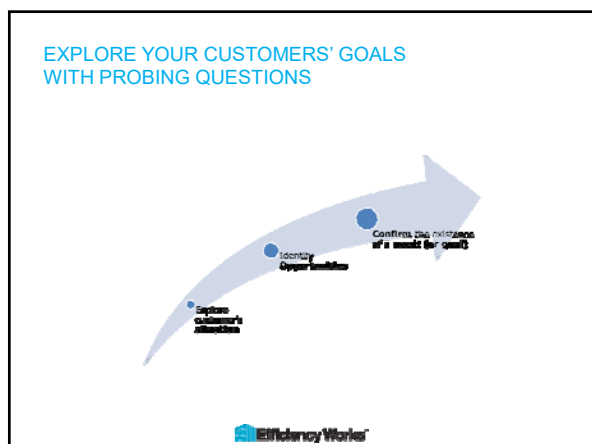 EXPLORE YOUR CUSTOMERS' GOALS
WITH PROBING QUESTIONS
Confirm the existence
of a need (or goal)
Identify
Opportunities
Explore
customer's
situation
Efficiency Works